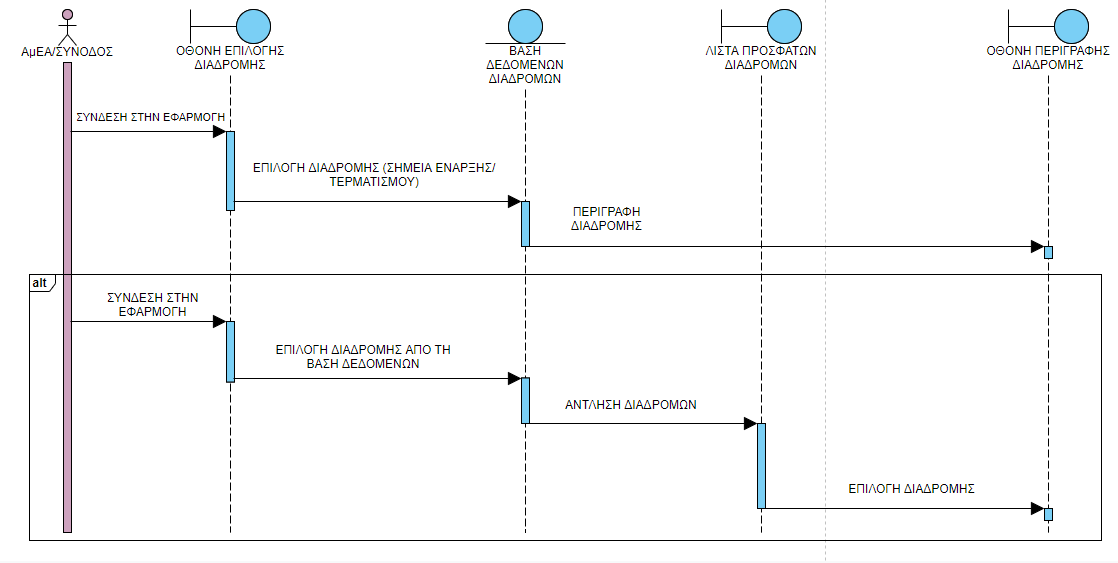 ΑμΕΑ/ΣΥΝΟΔΟΣ
ΟΘΟΝΗ ΕΠΙΛΟΓΗΣ
ΔΙΑΔΡΟΜΗΣ
ΒΑΣΗ
ΔΕΔΟΜΕΝΩΝ
ΔΙΑΔΡΟΜΩΝ
ΛΙΣΤΑ ΠΡΟΣΦΑΤΩΝ
ΔΙΑΔΡΟΜΩΝ
ΟΘΟΝΗ ΠΕΡΙΓΡΑΦΗΣ
ΔΙΑΔΡΟΜΗΣ
ΣΥΝΔΕΣΗ ΣΤΗΝ ΕΦΑΡΜΟΓΗ
ΕΠΙΛΟΓΗ ΔΙΑΔΡΟΜΗΣ (ΣΗΜΕΙΑ ΕΝΑΡΞΗΣ/
ΤΕΡΜΑΤΙΣΜΟΥ)
ΠΕΡΙΓΡΑΦΗ
ΔΙΑΔΡΟΜΗΣ
alt
ΣΥΝΔΕΣΗ ΣΤΗΝ
ΕΦΑΡΜΟΓΗ
ΕΠΙΛΟΓΗ ΔΙΑΔΡΟΜΗΣ ΑΠΟ ΤΗ
ΒΑΣΗ ΔΕΔΟΜΕΝΩΝ
ΑΝΤΛΗΣΗ ΔΙΑΔΡΟΜΩΝ
ΕΠΙΛΟΓΗ ΔΙΑΔΡΟΜΗΣ